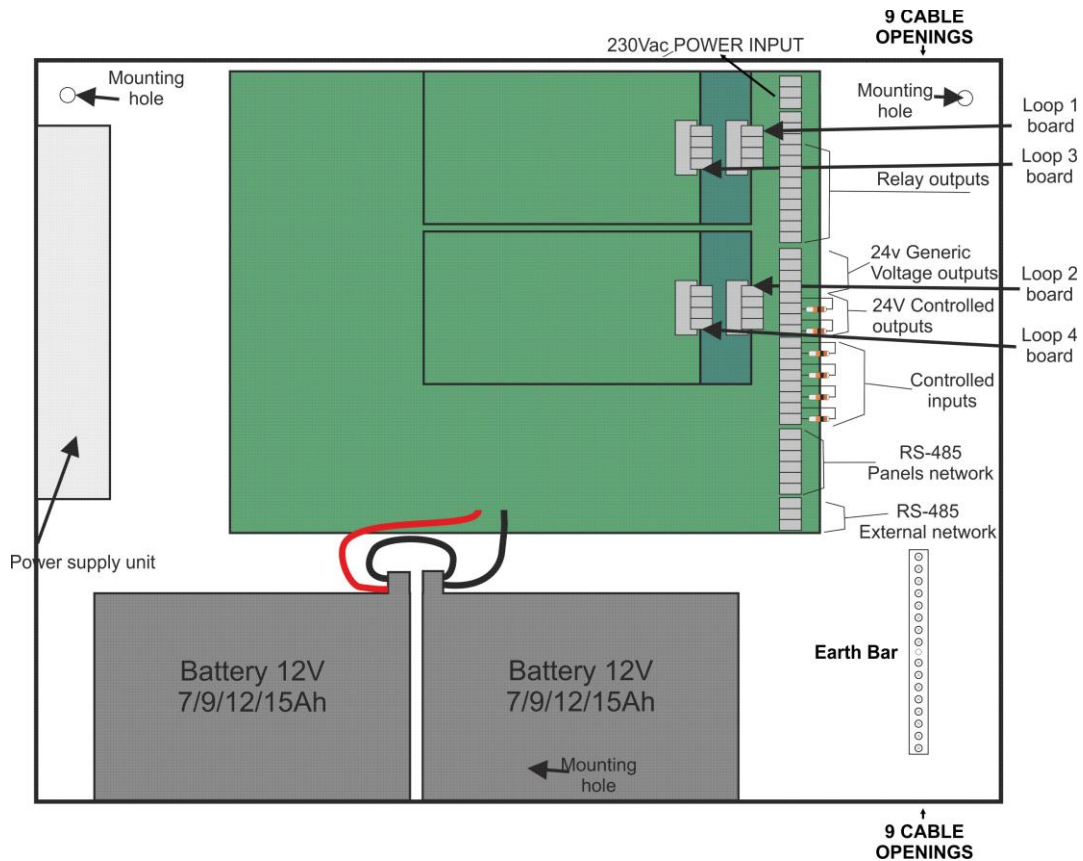 9 CABLE
OPENINGS
230Vac POWER INPUT
Mounting
hole
Mounting
hole
Loop 1
board
Loop 3
board
Relay outputs
24v Generic
Voltage outputs
Loop 2
board
24V Controlled
outputs
Loop 4
board
Controlled
inputs
RS-485
Panels network
RS-485
External network
Power supply unit
Earth Bar
Battery 12V
7/9/12/15Ah
Battery 12V
7/9/12/15Ah
Mounting
hole
9 CABLE
OPENINGS